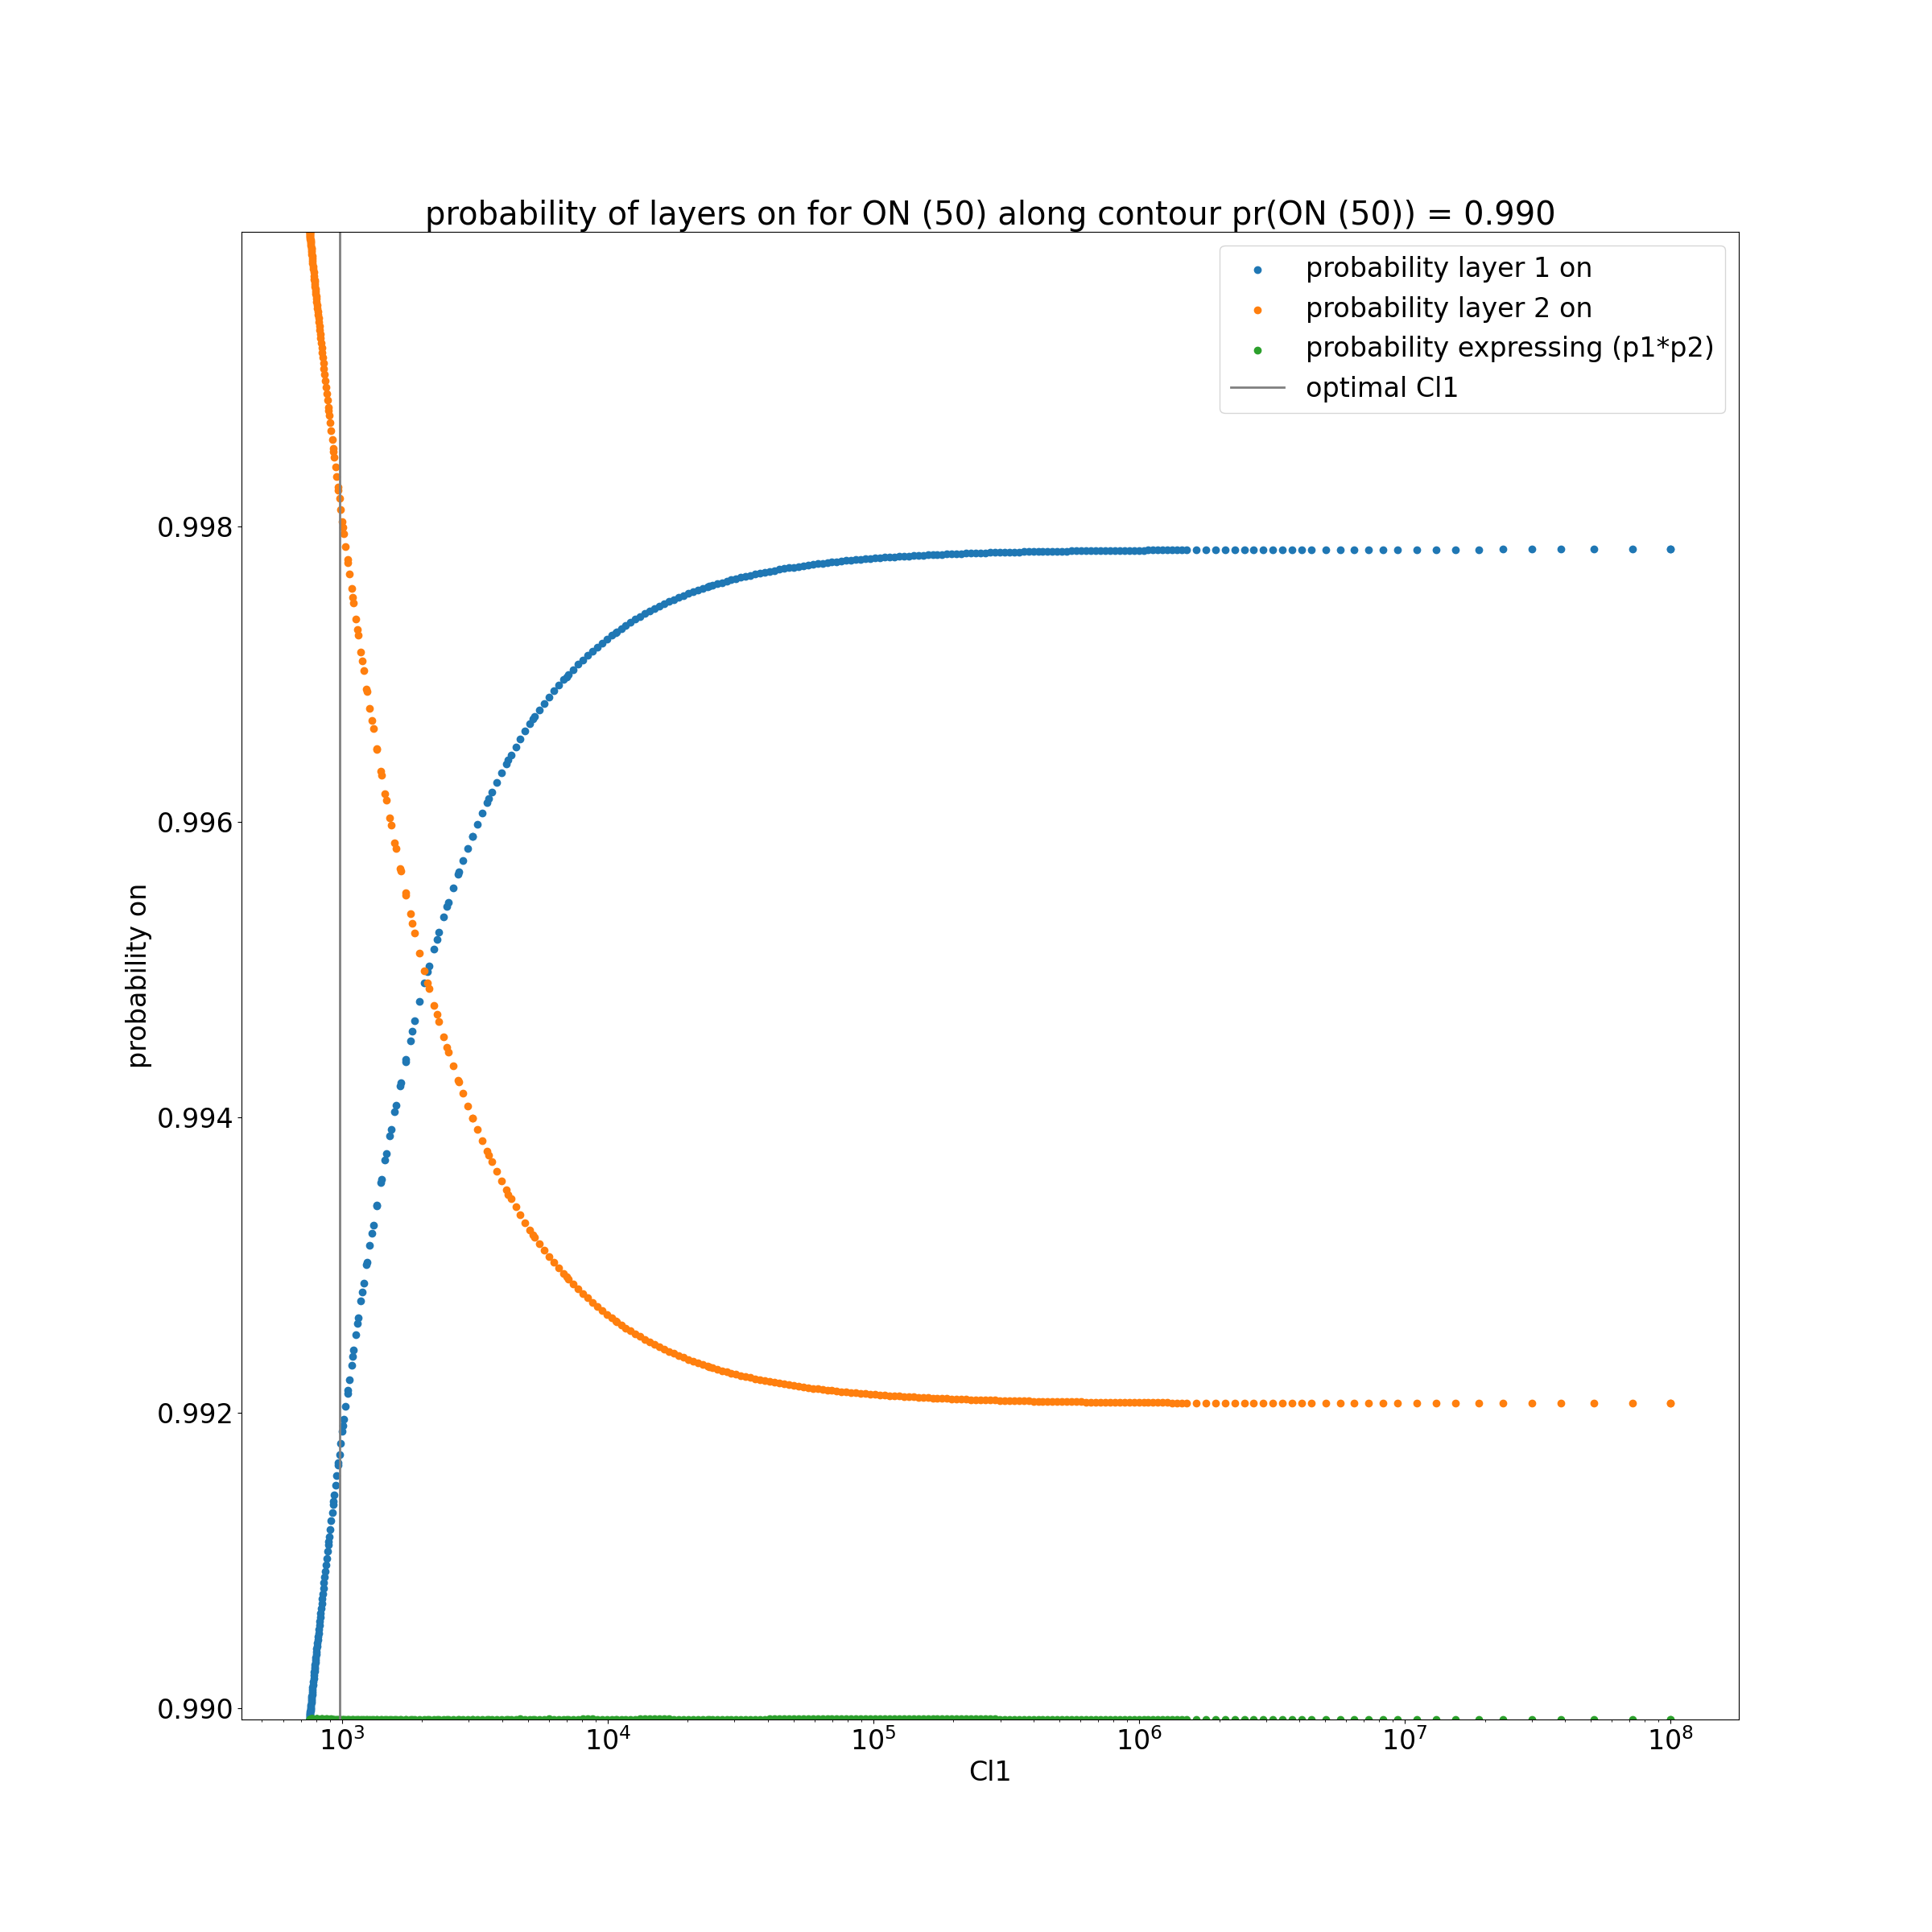 probability of layers on for ON (50) along contour pr(ON (50)) = 0.990
probability layer 1 on
probability layer 2 on
probability expressing (p1*p2)
optimal Cl1
probability on
0.998
0.996
0.994
0.992
0.990
10³
10⁴
10⁵
10⁶
10⁷
10⁸
Cl1